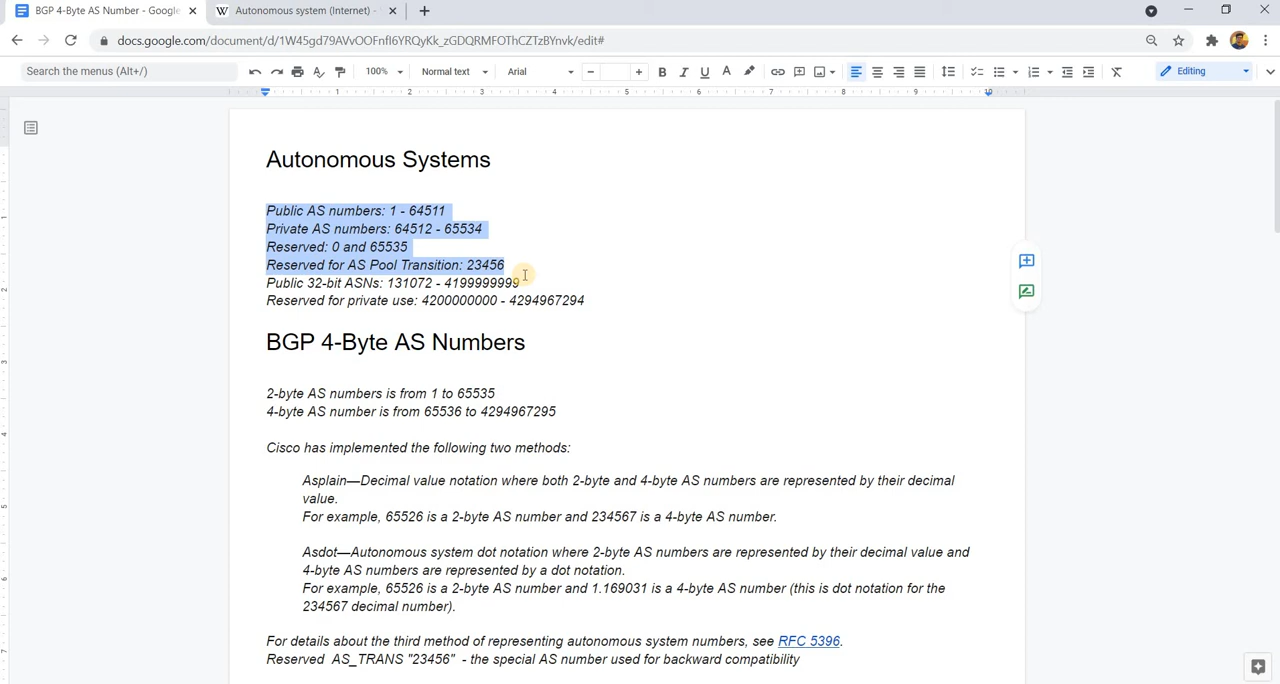 BGP 4-Byte AS Number - Google
Autonomous system (Internet) -
docs.google.com/document/d/1W45gd79AVvOOFnfI6YRQyKk_zGDQRMFOThCZTzBYnvk/edit#
Search the menus (Alt+/)
100%
Normal text
Arial
Editing
1 2 3 4 5 6 7 8 9 10
Autonomous Systems
Public AS numbers: 1 - 64511
Private AS numbers: 64512 - 65534
Reserved: 0 and 65535
Reserved for AS Pool Transition: 23456
Public 32-bit ASNs: 131072 - 4199999999
Reserved for private use: 4200000000 - 4294967294
BGP 4-Byte AS Numbers
2-byte AS numbers is from 1 to 65535
4-byte AS number is from 65536 to 4294967295
Cisco has implemented the following two methods:
Asplain—Decimal value notation where both 2-byte and 4-byte AS numbers are represented by their decimal
value.
For example, 65526 is a 2-byte AS number and 234567 is a 4-byte AS number.
Asdot—Autonomous system dot notation where 2-byte AS numbers are represented by their decimal value and
4-byte AS numbers are represented by a dot notation.
For example, 65526 is a 2-byte AS number and 1.169031 is a 4-byte AS number (this is dot notation for the
234567 decimal number).
For details about the third method of representing autonomous system numbers, see RFC 5396.
Reserved AS_TRANS "23456" - the special AS number used for backward compatibility